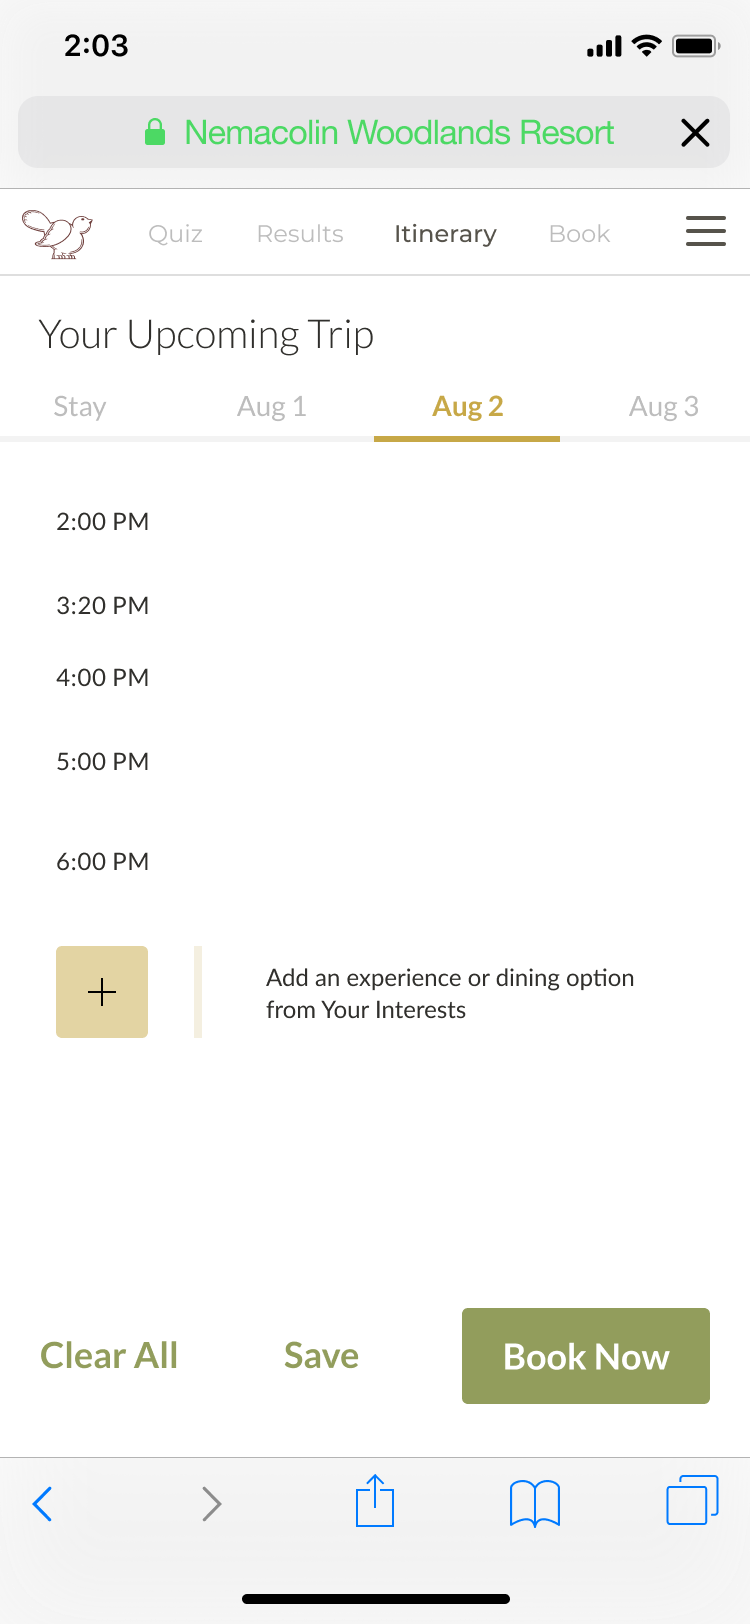 2:03
Nemacolin Woodlands Resort
Quiz Results Itinerary Book
Your Upcoming Trip
Stay Aug 1 Aug 2 Aug 3
2:00 PM
3:20 PM
4:00 PM
5:00 PM
6:00 PM
Add an experience or dining option
from Your Interests
Clear All Save Book Now